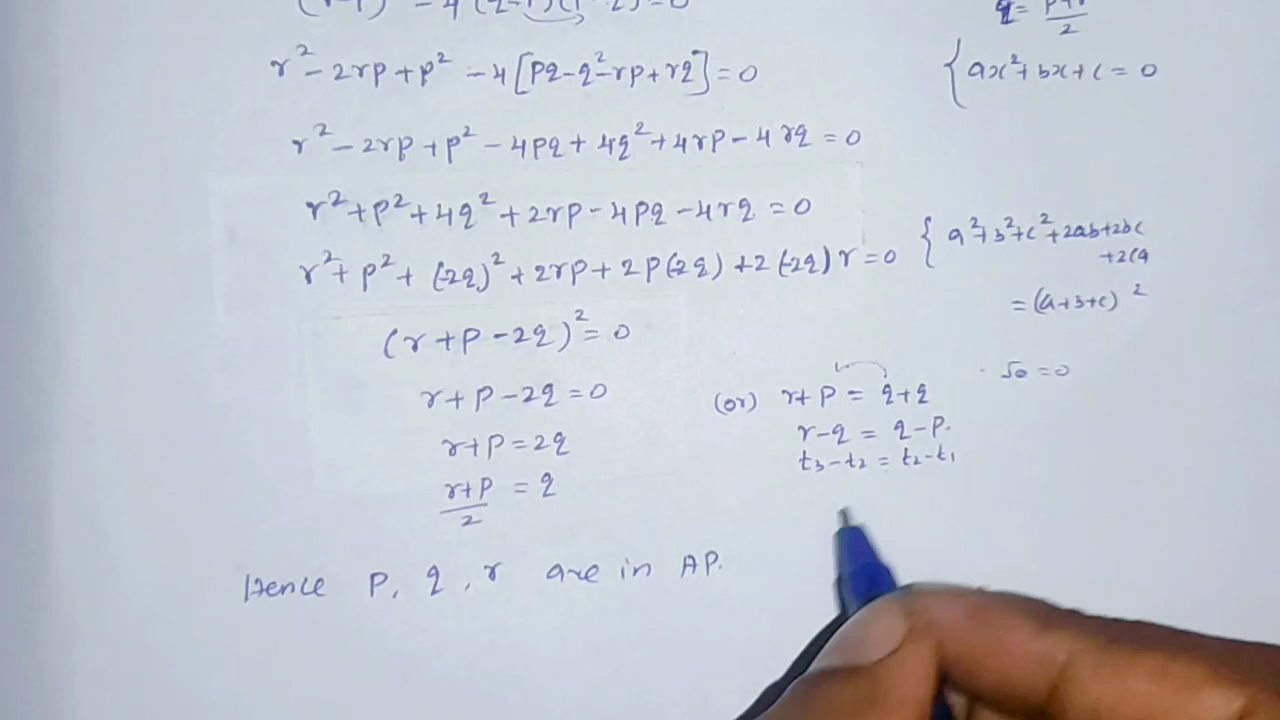 q = p+r/2
r² - 2rp + p² - 4[pq - q² - rp + rq] = 0
{ ax² + bx + c = 0
r² - 2rp + p² - 4pq + 4q² + 4rp - 4rq = 0
r² + p² + 4q² + 2rp - 4pq - 4rq = 0
r² + p² + (-2q)² + 2rp + 2p(-2q) + 2(-2q)r = 0
{ a² + b² + c² + 2ab + 2bc
+ 2ca
= (a+b+c)²
(r + p - 2q)² = 0
√0 = 0
r + p - 2q = 0
(or) r + p = q + q
r + p = 2q
r - q = q - p.
t₃ - t₂ = t₂ - t₁
r+p/2 = q
Hence p, q, r are in AP.